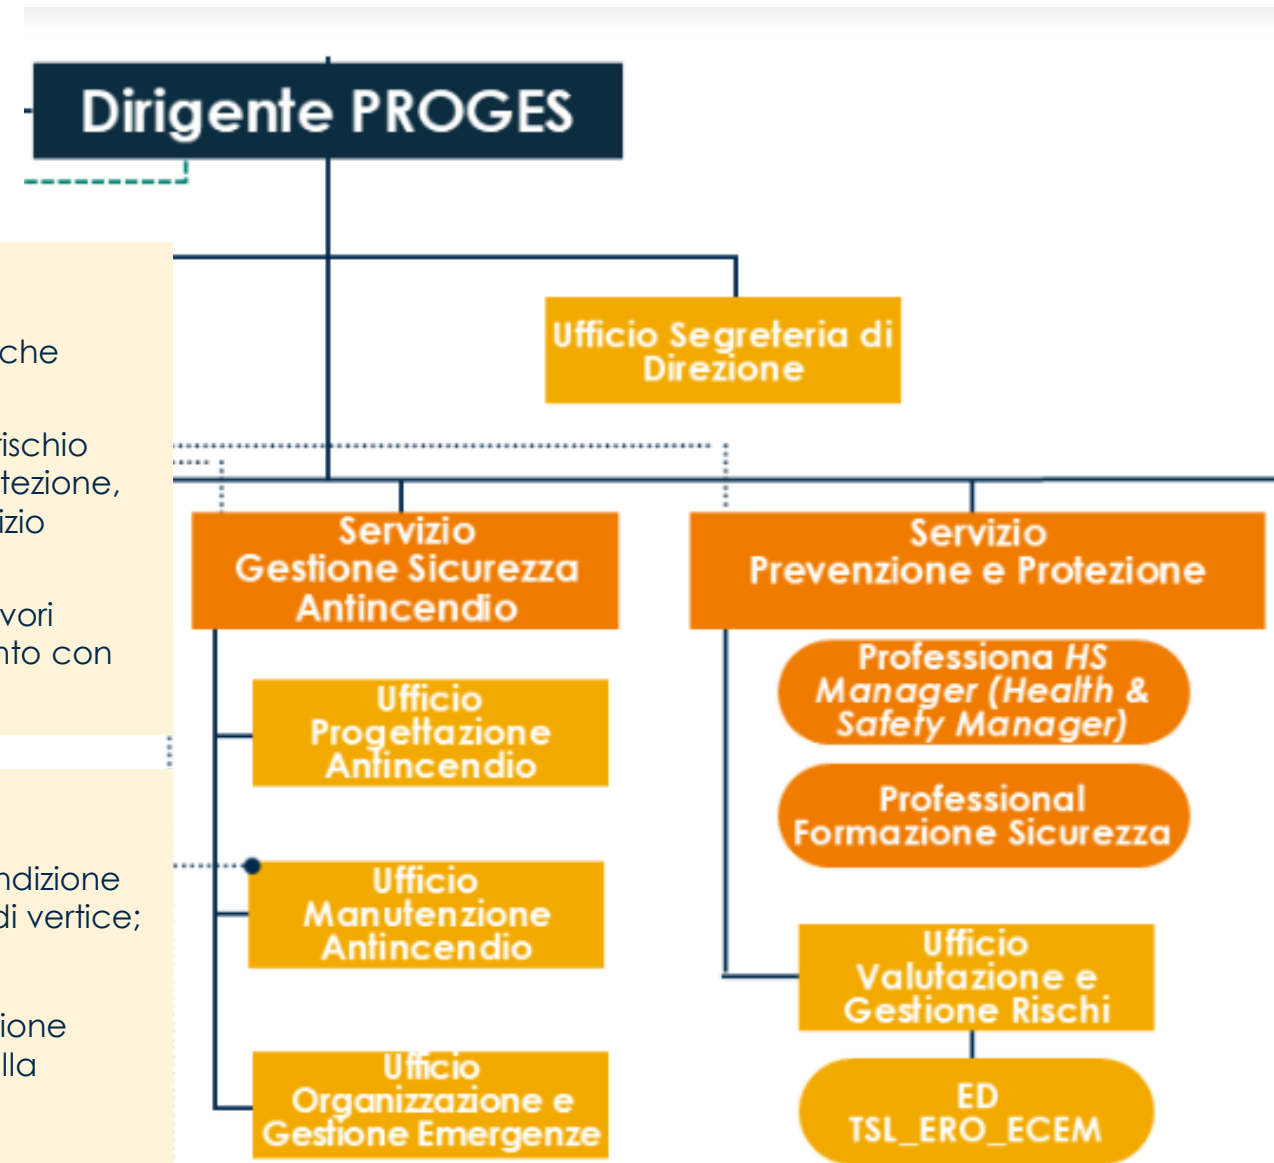 Dirigente PROGES
Ufficio Segreteria di
Direzione
che
rischio
tezione,
izio
vori
nto con
ndizione
di vertice;
ione
lla
Servizio
Gestione Sicurezza
Antincendio
Ufficio
Progettazione
Antincendio
Ufficio
Manutenzione
Antincendio
Ufficio
Organizzazione e
Gestione Emergenze
Servizio
Prevenzione e Protezione
Professiona HS
Manager (Health &
Safety Manager)
Professional
Formazione Sicurezza
Ufficio
Valutazione e
Gestione Rischi
ED
TSL_ERO_ECEM